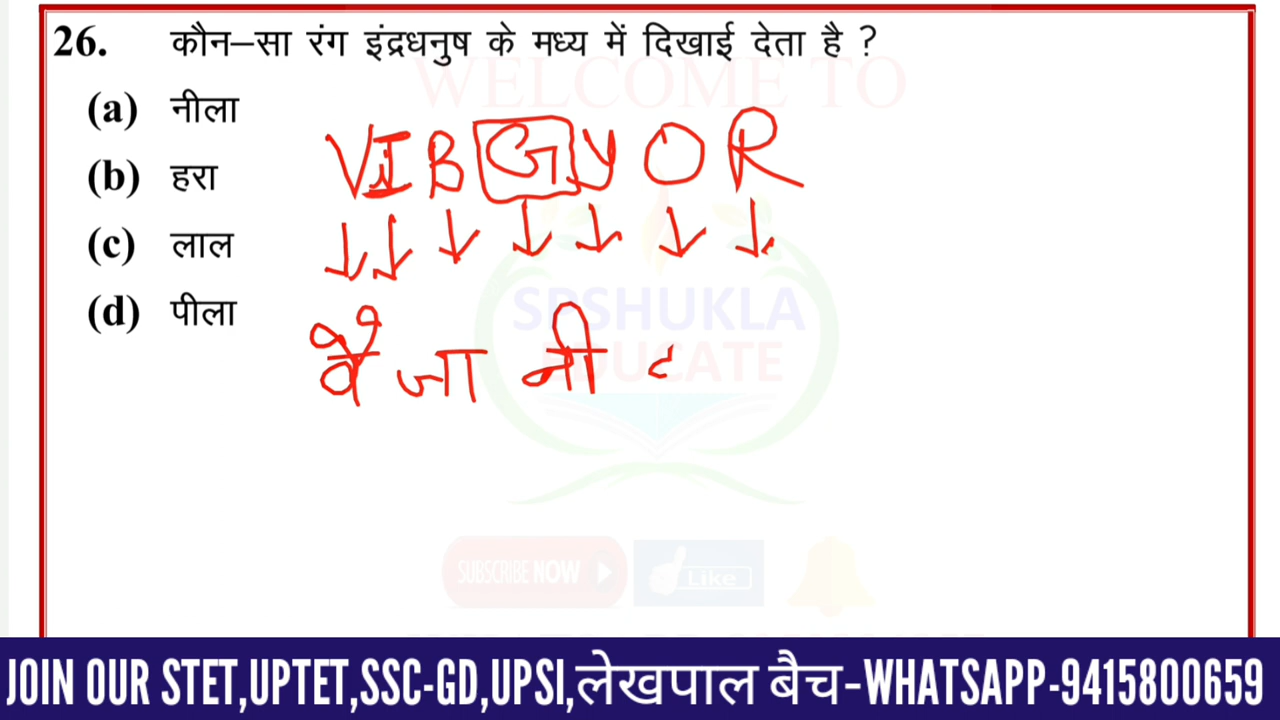 26. कौन–सा रंग इंद्रधनुष के मध्य में दिखाई देता है ?
WELCOME TO
(a) नीला
VIBGYOR
(b) हरा
(c) लाल
(d) पीला
SPSHUKLA
EDUCATE
बै जा नी
SUBSCRIBE NOW
Like
JOIN OUR STET,UPTET,SSC-GD,UPSI,लेखपाल बैच-WHATSAPP-9415800659